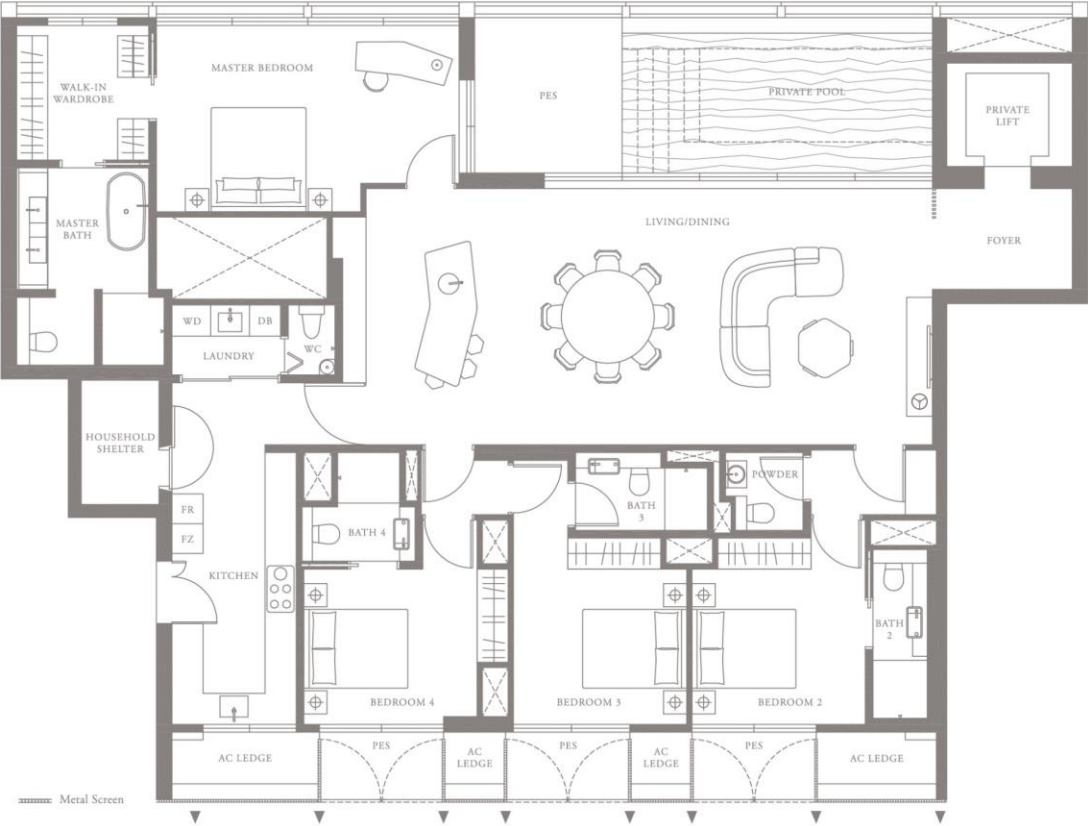 MASTER BEDROOM
WALK-IN
WARDROBE
PES
PRIVATE POOL
PRIVATE
LIFT
MASTER
BATH
LIVING/DINING
FOYER
WD
DB
WC
LAUNDRY
HOUSEHOLD
SHELTER
FR
FZ
KITCHEN
BATH 4
BATH
3
POWDER
BATH
2
BEDROOM 4
BEDROOM 3
BEDROOM 2
AC LEDGE
PES
AC
LEDGE
PES
AC
LEDGE
PES
AC LEDGE
Metal Screen